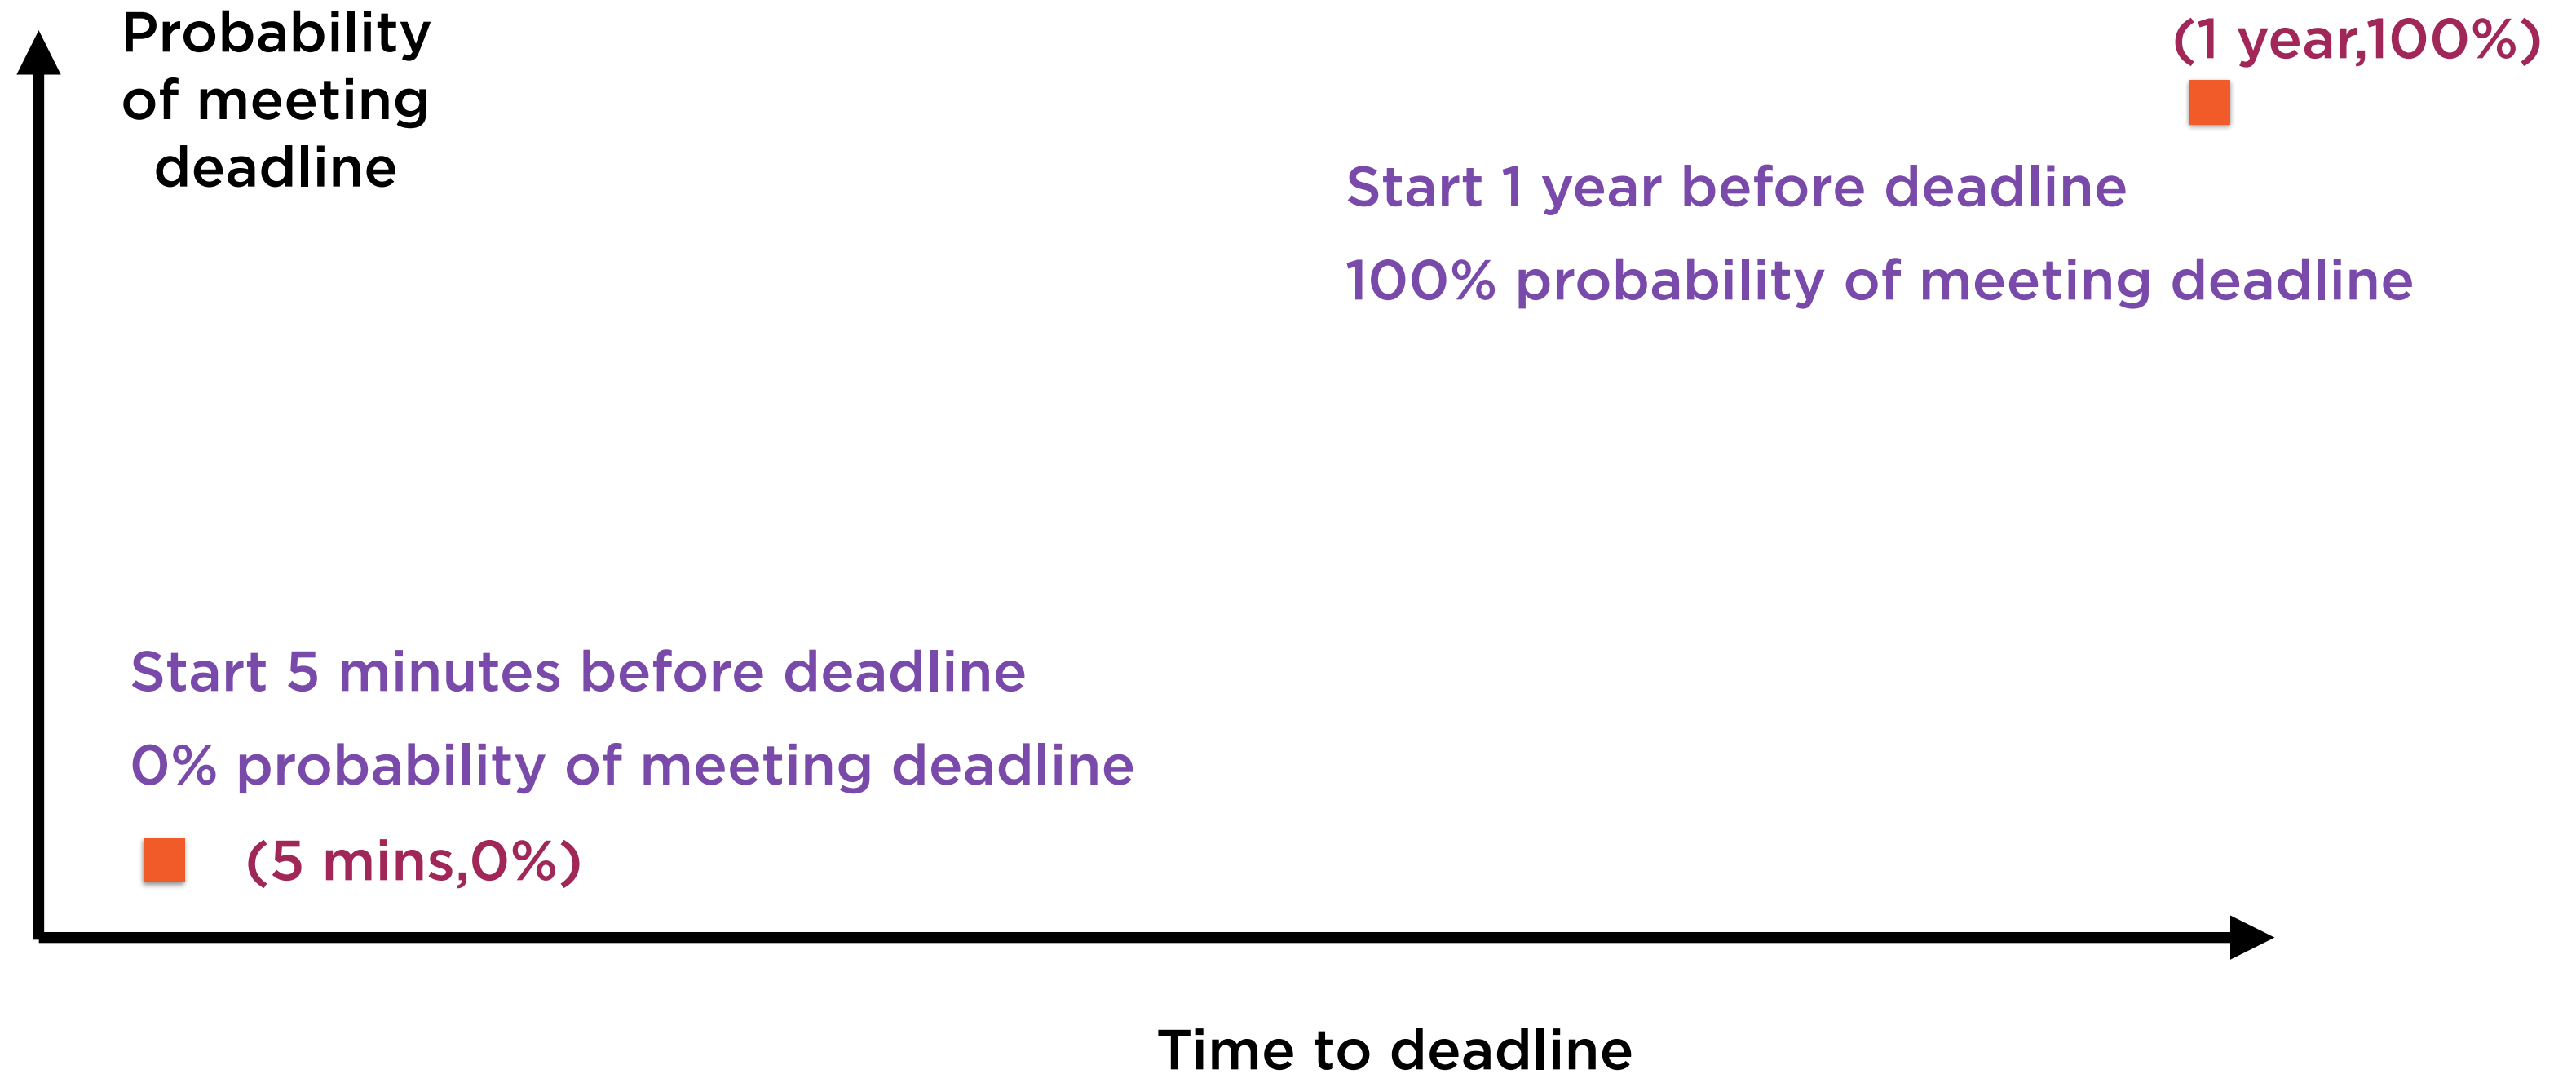 Probability
of meeting
deadline
(1 year,100%)
Start 1 year before deadline
100% probability of meeting deadline
Start 5 minutes before deadline
0% probability of meeting deadline
(5 mins,0%)
Time to deadline